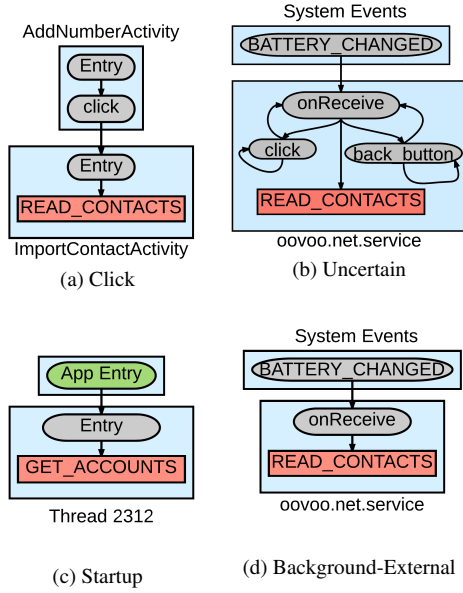 AddNumberActivity
Entry
click
Entry
READ_CONTACTS
ImportContactActivity
(a) Click
System Events
BATTERY_CHANGED
onReceive
click
back_button
READ_CONTACTS
oovoo.net.service
(b) Uncertain
App Entry
Entry
GET_ACCOUNTS
Thread 2312
(c) Startup
System Events
BATTERY_CHANGED
onReceive
READ_CONTACTS
oovoo.net.service
(d) Background-External